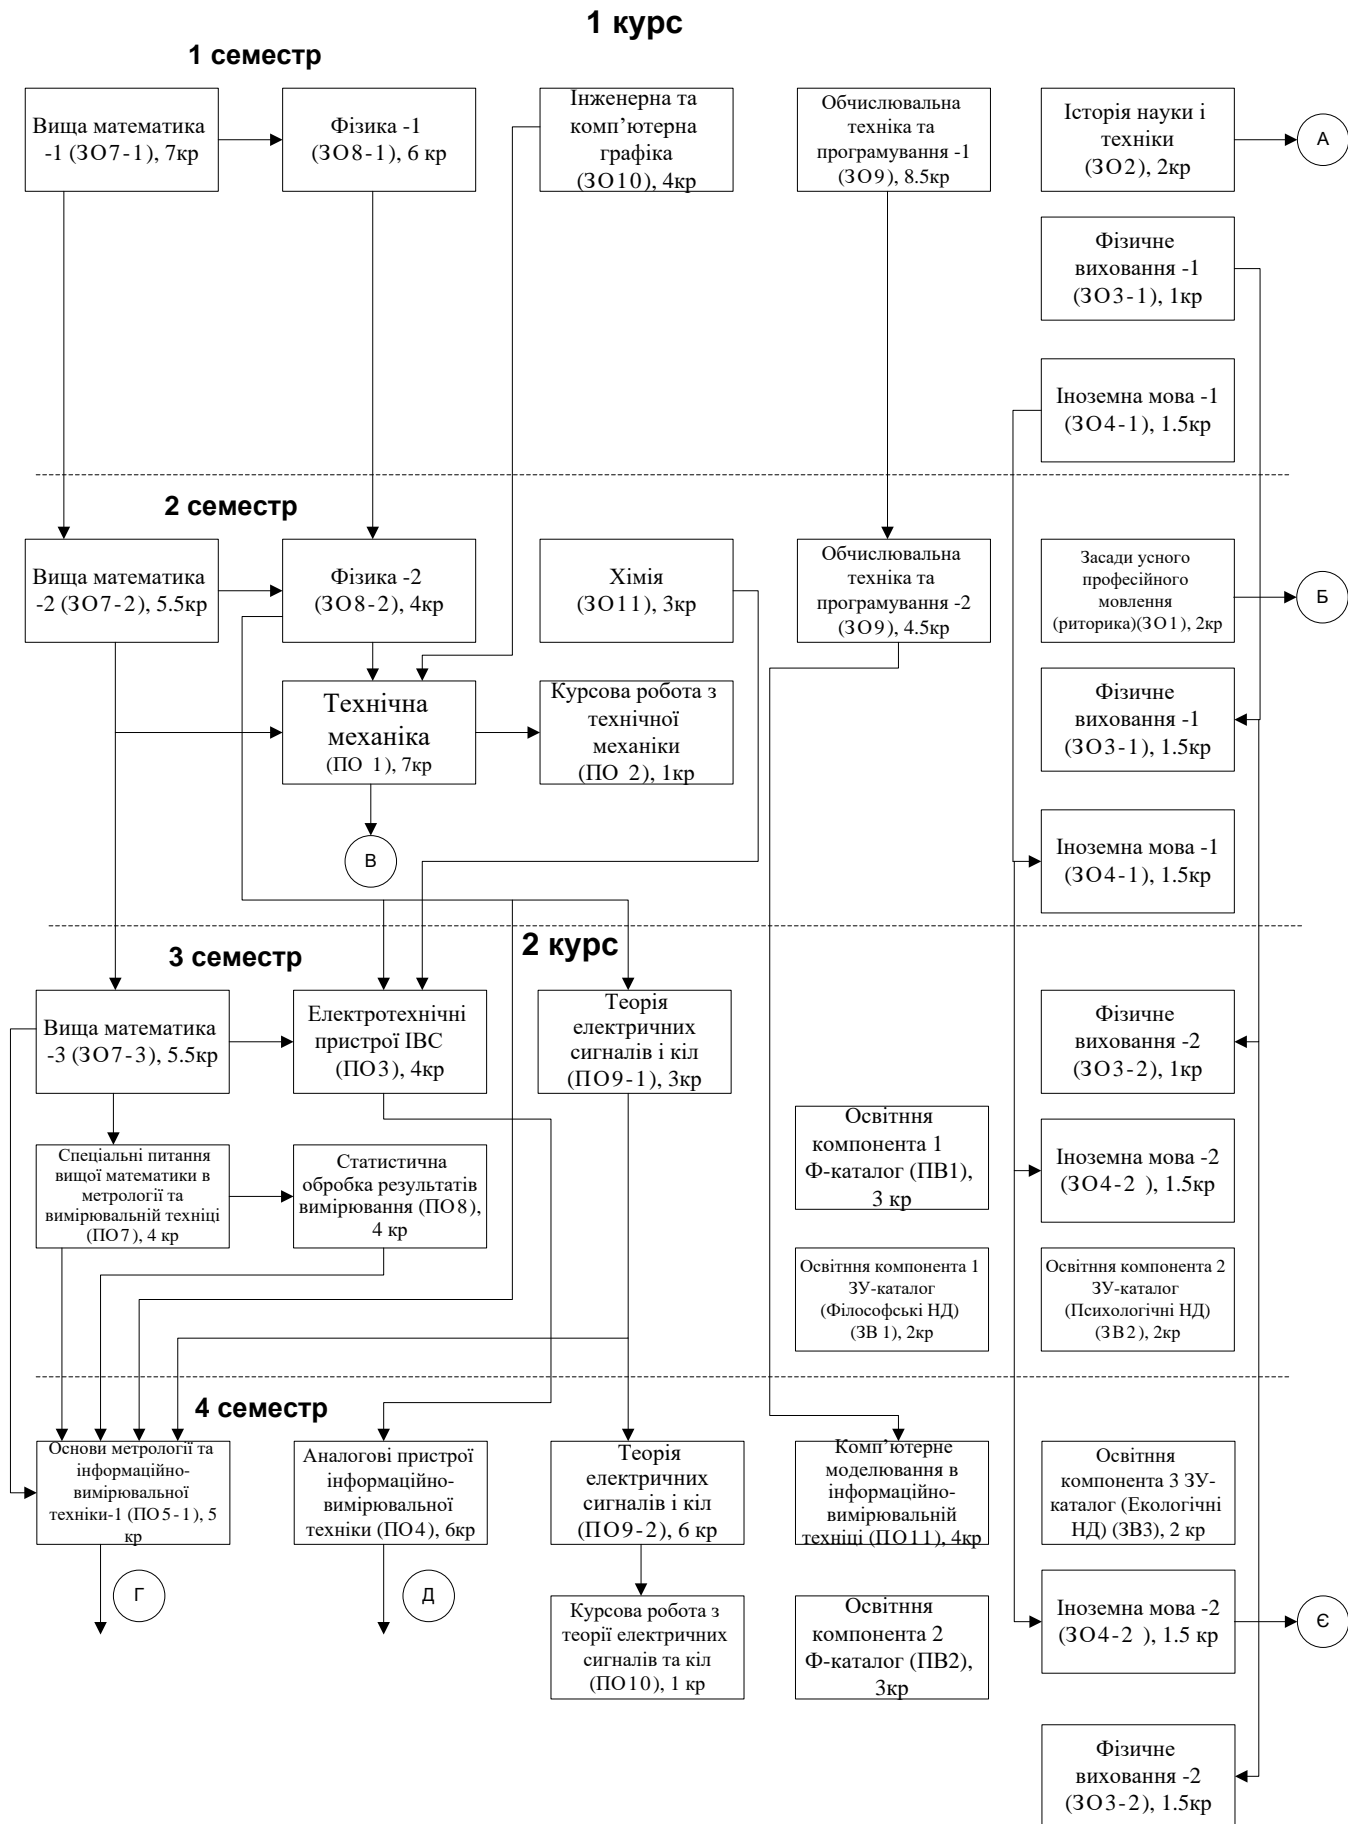 1 курс
1 семестр
Вища математика
-1 (ЗО7-1), 7кр
Фізика -1
(ЗО8-1), 6 кр
Інженерна та
комп’ютерна
графіка
(ЗО10), 4кр
Обчислювальна
техніка та
програмування -1
(ЗО9), 8.5кр
Історія науки і
техніки
(ЗО2), 2кр
А
Фізичне
виховання -1
(ЗО3-1), 1кр
Іноземна мова -1
(ЗО4-1), 1.5кр
2 семестр
Вища математика
-2 (ЗО7-2), 5.5кр
Фізика -2
(ЗО8-2), 4кр
Хімія
(ЗО11), 3кр
Обчислювальна
техніка та
програмування -2
(ЗО9), 4.5кр
Засади усного
професійного
мовлення
(риторика)(ЗО1), 2кр
Б
Технічна
механіка
(ПО 1), 7кр
Курсова робота з
технічної
механіки
(ПО 2), 1кр
Фізичне
виховання -1
(ЗО3-1), 1.5кр
В
Іноземна мова -1
(ЗО4-1), 1.5кр
2 курс
3 семестр
Вища математика
-3 (ЗО7-3), 5.5кр
Електротехнічні
пристрої ІВС
(ПО3), 4кр
Теорія
електричних
сигналів і кіл
(ПО9-1), 3кр
Фізичне
виховання -2
(ЗО3-2), 1кр
Спеціальні питання
вищої математики в
метрології та
вимірювальній техніці
(ПО7), 4 кр
Статистична
обробка результатів
вимірювання (ПО8),
4 кр
Освітння
компонента 1
Ф-каталог (ПВ1),
3 кр
Іноземна мова -2
(ЗО4-2 ), 1.5кр
Освітння компонента 1
ЗУ-каталог
(Філософські НД)
(ЗВ 1), 2кр
Освітння компонента 2
ЗУ-каталог
(Психологічні НД)
(ЗВ2), 2кр
4 семестр
Основи метрології та
інформаційно-
вимірювальної
техніки-1 (ПО5-1), 5
кр
Аналогові пристрої
інформаційно-
вимірювальної
техніки (ПО4), 6кр
Теорія
електричних
сигналів і кіл
(ПО9-2), 6 кр
Комп’ютерне
моделювання в
інформаційно-
вимірювальній
техніці (ПО11), 4кр
Освітння
компонента 3 ЗУ-
каталог (Екологічні
НД) (ЗВ3), 2 кр
Г
Д
Курсова робота з
теорії електричних
сигналів та кіл
(ПО10), 1 кр
Освітння
компонента 2
Ф-каталог (ПВ2),
3кр
Іноземна мова -2
(ЗО4-2 ), 1.5 кр
Є
Фізичне
виховання -2
(ЗО3-2), 1.5кр